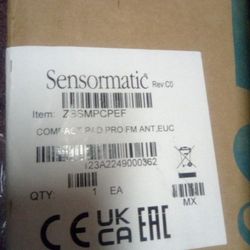 Sensormatic® Rev C0
Item: ZBSMPCPEF
COMPACT PAD PRO,FM ANT,EUC
123A2249000362
QTY: 1 EA
MX
CE UK CA EAC